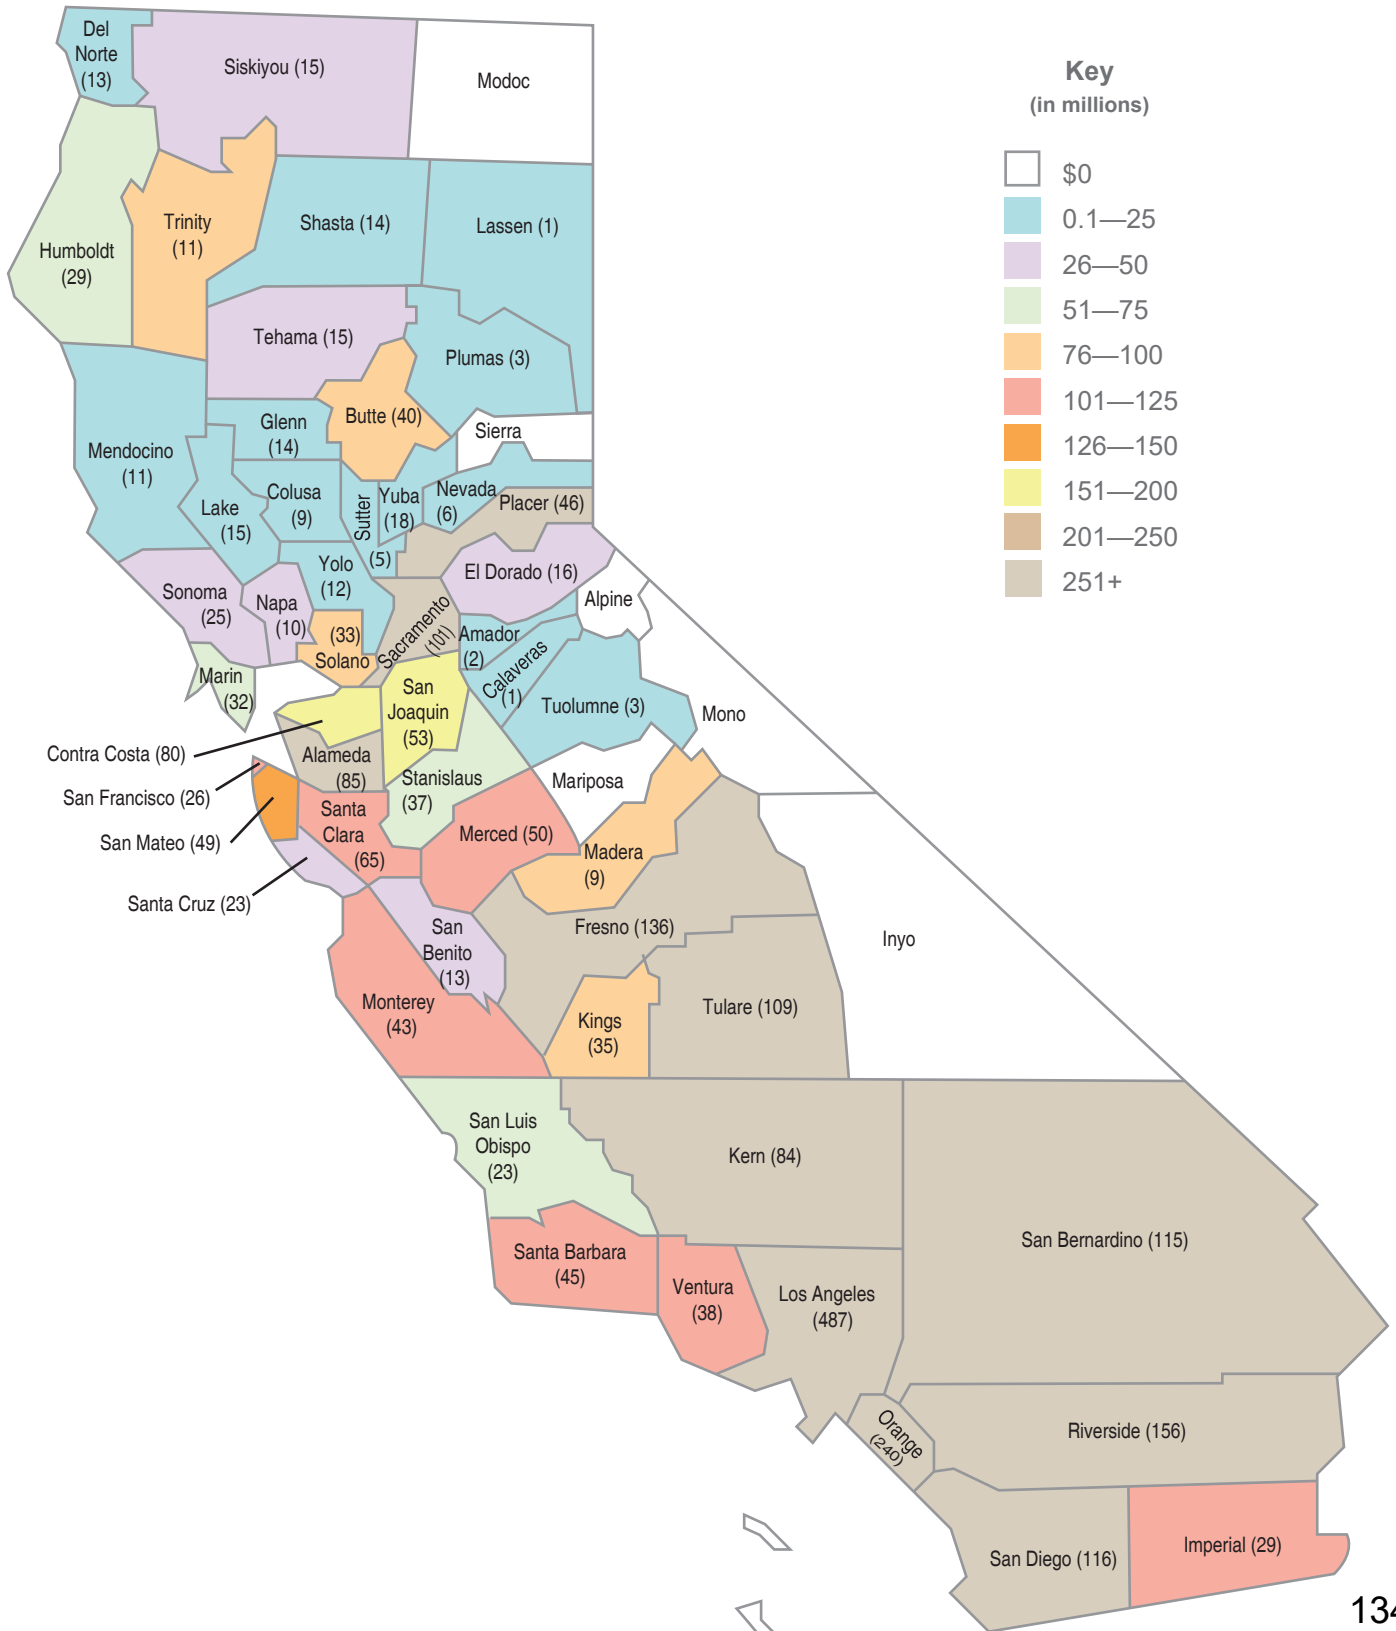 Del
Norte
(13)
Siskiyou (15)
Modoc
Key
(in millions)
$0
0.1—25
26—50
51—75
76—100
101—125
126—150
151—200
201—250
251+
Humboldt
(29)
Trinity
(11)
Shasta (14)
Lassen (1)
Tehama (15)
Plumas (3)
Butte (40)
Glenn
(14)
Sierra
Mendocino
(11)
Lake
(15)
Colusa
(9)
Sutter
(5)
Yuba
(18)
Nevada
(6)
Placer (46)
Yolo
(12)
El Dorado (16)
Sonoma
(25)
Napa
(10)
(33)
Solano
Sacramento
(101)
Amador
(2)
Alpine
Calaveras
(1)
Marin
(32)
San
Joaquin
(53)
Tuolumne (3)
Mono
Contra Costa (80)
Alameda
(85)
Stanislaus
(37)
Mariposa
San Francisco (26)
San Mateo (49)
Santa
Clara
(65)
Merced (50)
Madera
(9)
Santa Cruz (23)
San
Benito
(13)
Fresno (136)
Inyo
Monterey
(43)
Kings
(35)
Tulare (109)
San Luis
Obispo
(23)
Kern (84)
San Bernardino (115)
Santa Barbara
(45)
Ventura
(38)
Los Angeles
(487)
Orange
(240)
Riverside (156)
San Diego (116)
Imperial (29)
134